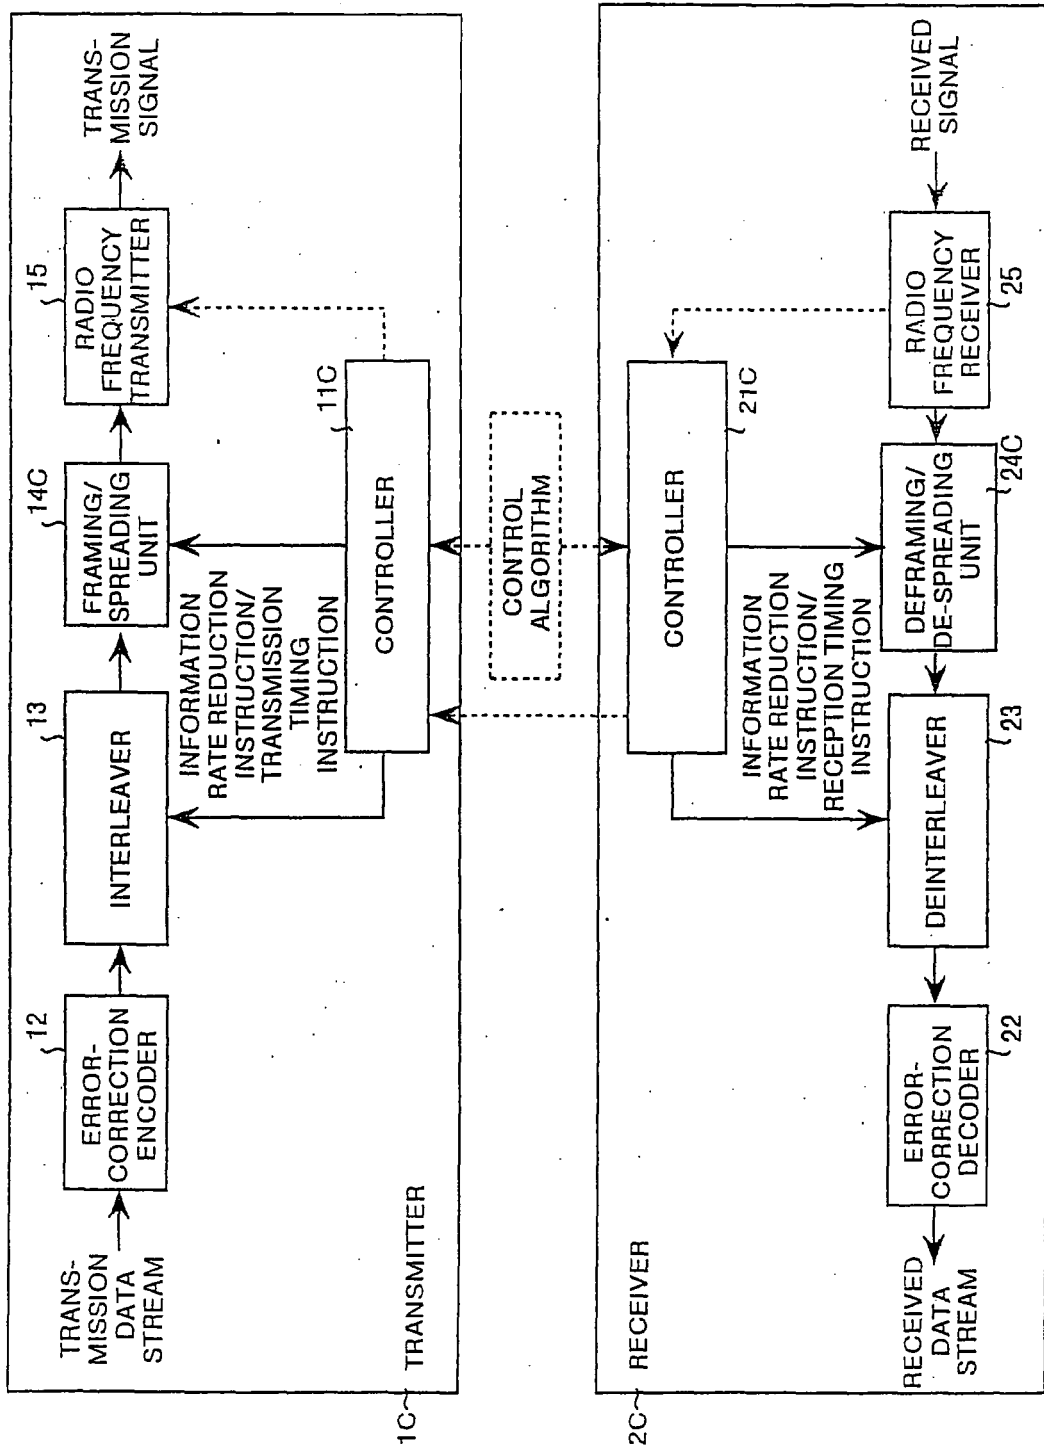 1C
TRANSMITTER
TRANS-
MISSION
DATA
STREAM
12
ERROR-
CORRECTION
ENCODER
13
INTERLEAVER
14C
FRAMING/
SPREADING
UNIT
15
RADIO
FREQUENCY
TRANSMITTER
TRANS-
MISSION
SIGNAL
INFORMATION
RATE REDUCTION
INSTRUCTION/
TRANSMISSION
TIMING
INSTRUCTION
11C
CONTROLLER
CONTROL
ALGORITHM
2C
RECEIVER
CONTROLLER
21C
INFORMATION
RATE REDUCTION
INSTRUCTION/
RECEPTION TIMING
INSTRUCTION
RECEIVED
DATA
STREAM
ERROR-
CORRECTION
DECODER
22
DEINTERLEAVER
23
DEFRAMING/
DE-SPREADING
UNIT
24C
RADIO
FREQUENCY
RECEIVER
25
RECEIVED
SIGNAL